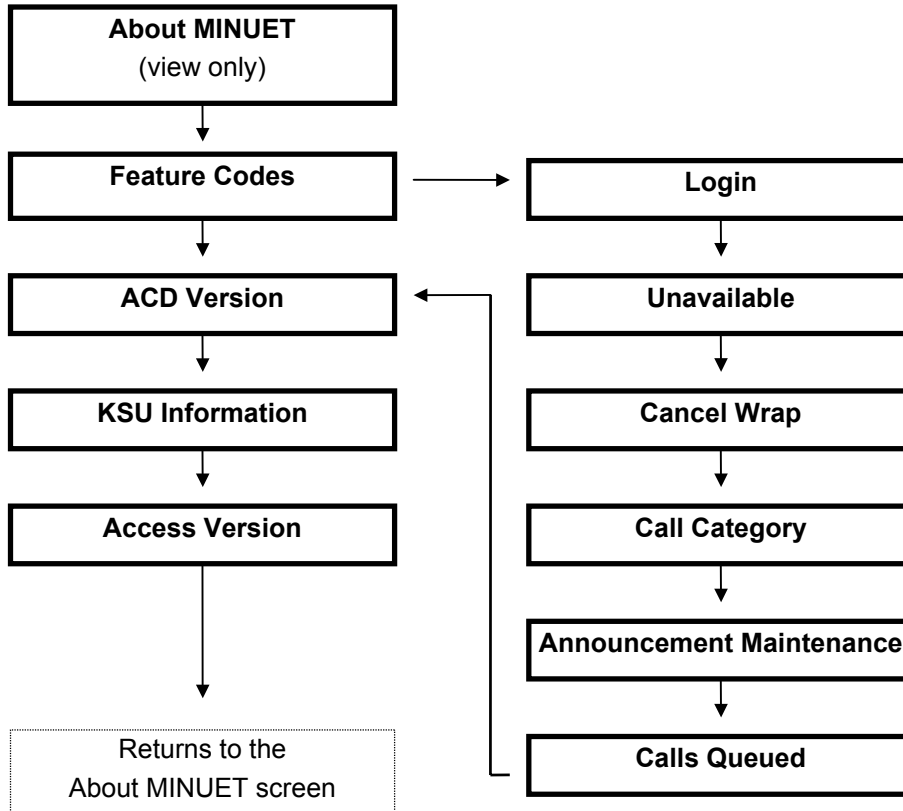 About MINUET
(view only)
Feature Codes
Login
ACD Version
Unavailable
KSU Information
Cancel Wrap
Access Version
Call Category
Announcement Maintenance
Returns to the
About MINUET screen
Calls Queued